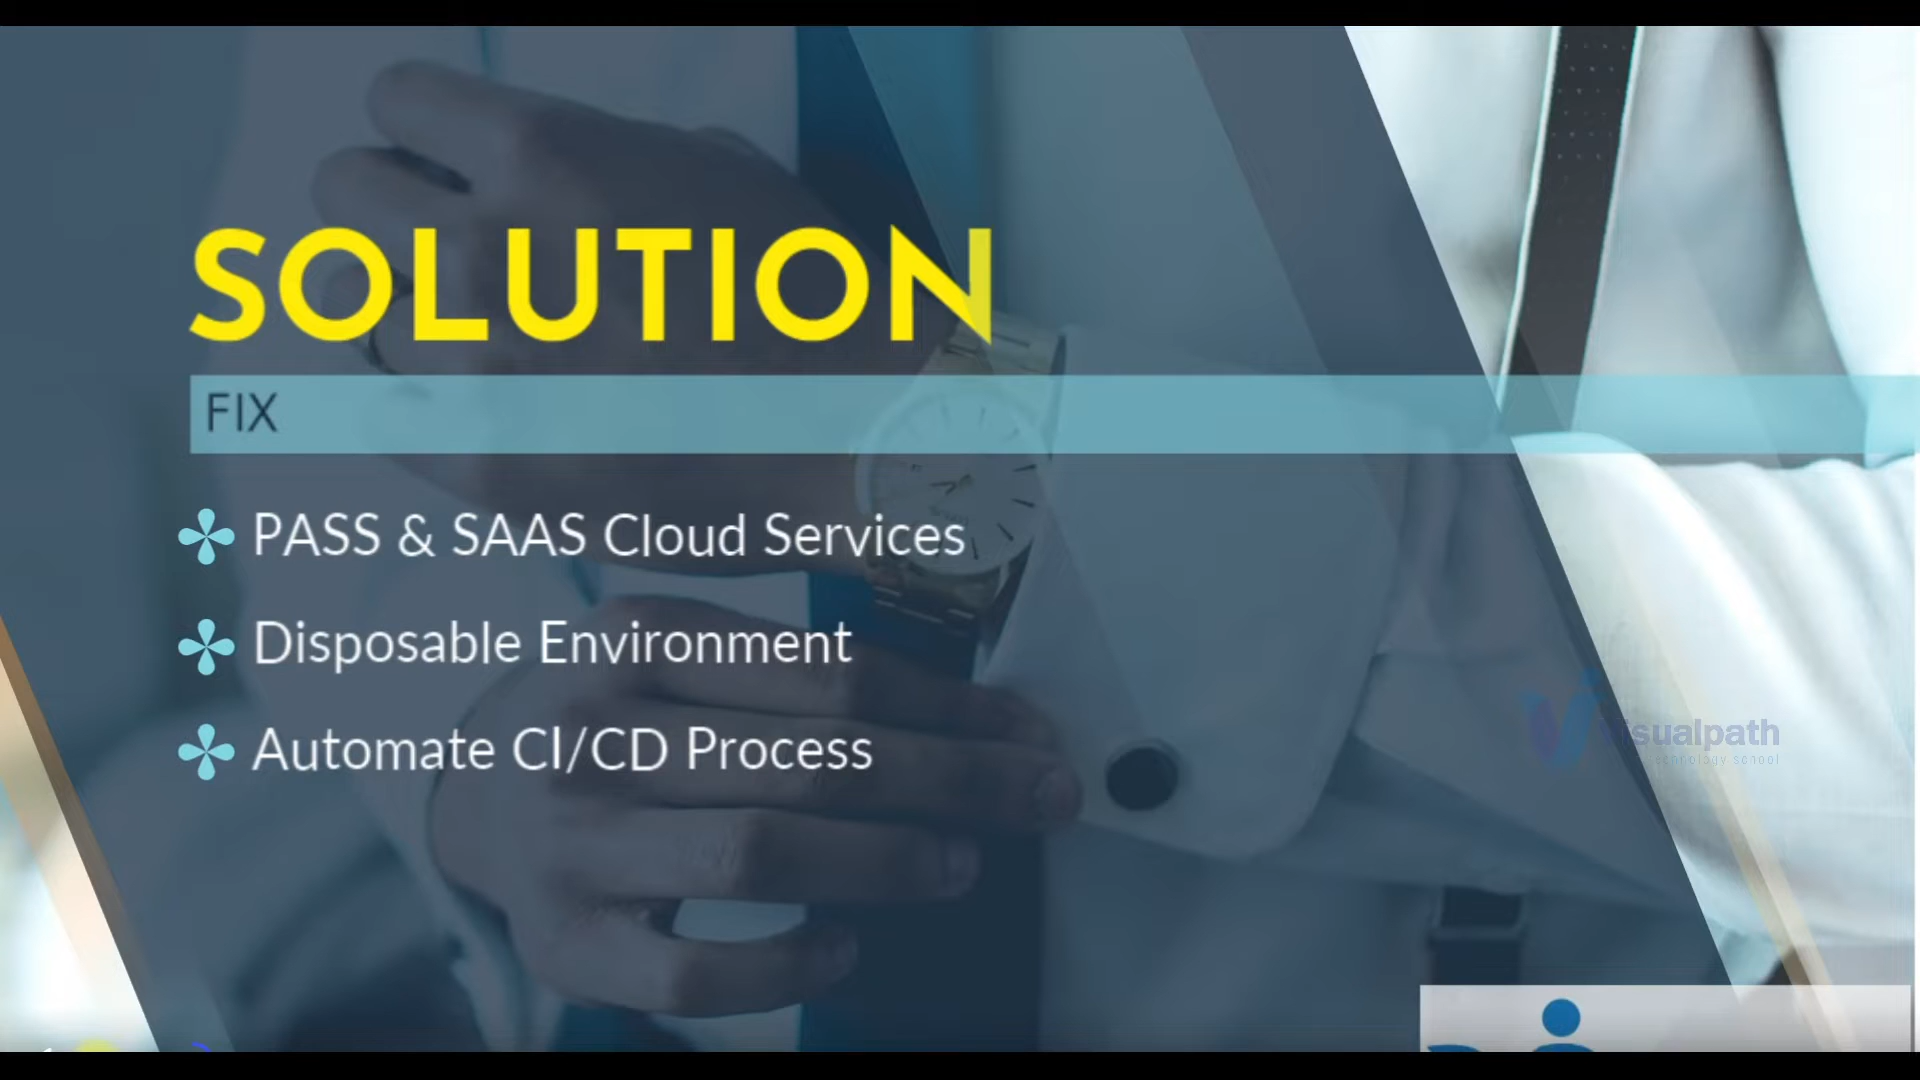 SOLUTION
FIX
PASS & SAAS Cloud Services
Disposable Environment
Automate CI/CD Process
Visualpath